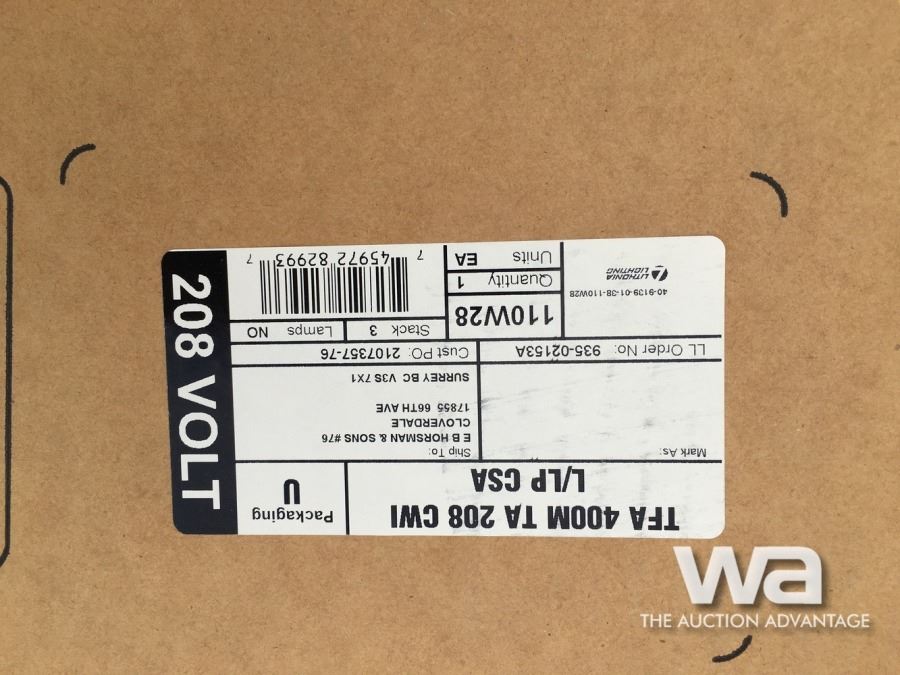 TFA 400M TA 208 CWI
L/LP CSA
Packaging
U
208 VOLT
Mark As:
Ship To:
E B HORSMAN & SONS #76
CLOVERDALE
17855 66TH AVE
SURREY BC V3S 7X1
LL Order No: 935-02153A
Cust PO: 2107357-76
40-9139-01-38-110W28
LITHONIA
LIGHTING
110W28
Quantity 1
Units EA
Stack 3
Lamps NO
7 45972 82993 7
wa
THE AUCTION ADVANTAGE